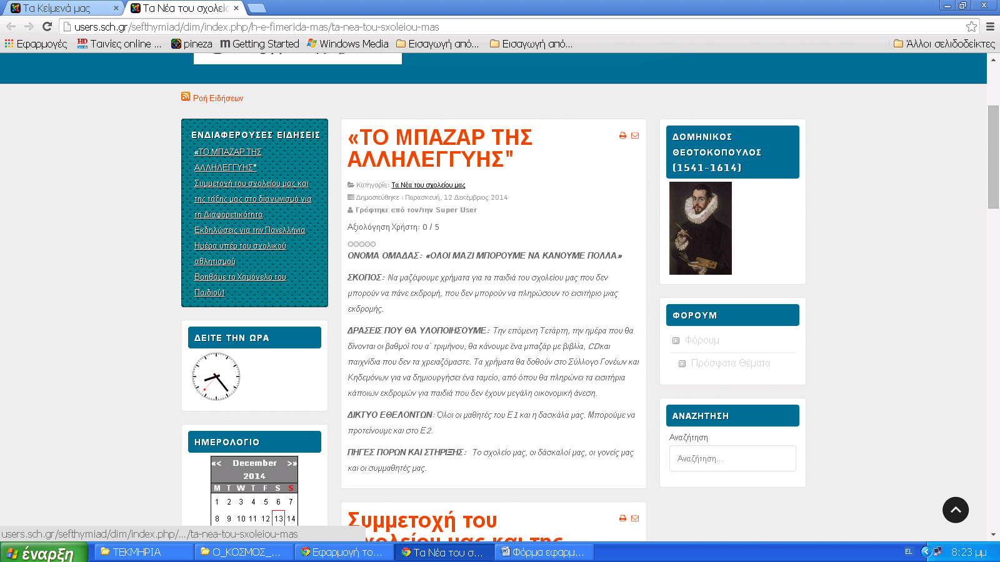 Τα Κείμενά μας
Τα Νέα του σχολείο
users.sch.gr/sefthymiad/dim/index.php/h-e-fimerida-mas/ta-nea-tou-sxoleiou-mas
Εφαρμογές
Ταινίες online ...
pineza
Getting Started
Windows Media
Εισαγωγή από...
Εισαγωγή από...
Άλλοι σελιδοδείκτες
Ροή Ειδήσεων
ΕΝΔΙΑΦΕΡΟΥΣΕΣ ΕΙΔΗΣΕΙΣ
«ΤΟ ΜΠΑΖΑΡ ΤΗΣ
ΑΛΛΗΛΕΓΓΥΗΣ"
Συμμετοχή του σχολείου μας και
της τάξης μας στο διαγωνισμό για
τη Διαφορετικότητα
Εκδηλώσεις για την Πανελλήνια
Ημέρα υπέρ του σχολικού
αθλητισμού
Βοηθάμε το Χαμόγελο του
Παιδιού!
ΔΕΙΤΕ ΤΗΝ ΩΡΑ
ΗΜΕΡΟΛΟΓΙΟ
«< December >»
2014
M T W T F S S
1 2 3 4 5 6 7
8 9 10 11 12 13 14
«ΤΟ ΜΠΑΖΑΡ ΤΗΣ
ΑΛΛΗΛΕΓΓΥΗΣ"
Κατηγορία: Τα Νέα του σχολείου μας
Δημοσιεύθηκε : Παρασκευή, 12 Δεκέμβριος 2014
Γράφτηκε από τον/την Super User
Αξιολόγηση Χρήστη: 0 / 5
ΟΝΟΜΑ ΟΜΑΔΑΣ: «ΟΛΟΙ ΜΑΖΙ ΜΠΟΡΟΥΜΕ ΝΑ ΚΑΝΟΥΜΕ ΠΟΛΛΑ»
ΣΚΟΠΟΣ: Να μαζέψουμε χρήματα για τα παιδιά του σχολείου μας που δεν
μπορούν να πάνε εκδρομή, που δεν μπορούν να πληρώσουν το εισιτήριο μιας
εκδρομής.
ΔΡΑΣΕΙΣ ΠΟΥ ΘΑ ΥΛΟΠΟΙΗΣΟΥΜΕ: Την επόμενη Τετάρτη, την ημέρα που θα
δίνονται οι βαθμοί του α΄ τριμήνου, θα κάνουμε ένα μπαζάρ με βιβλία, CDκαι
παιχνίδια που δεν τα χρειαζόμαστε. Τα χρήματα θα δοθούν στο Σύλλογο Γονέων και
Κηδεμόνων για να δημιουργήσει ένα ταμείο, από όπου θα πληρώνει τα εισιτήρια
κάποιων εκδρομών για παιδιά που δεν έχουν μεγάλη οικονομική άνεση.
ΔΙΚΤΥΟ ΕΘΕΛΟΝΤΩΝ: Όλοι οι μαθητές του Ε1 και η δασκάλα μας. Μπορούμε να
προτείνουμε και στο Ε2.
ΠΗΓΕΣ ΠΟΡΩΝ ΚΑΙ ΣΤΗΡΙΞΗΣ: Το σχολείο μας, οι δάσκαλοί μας, οι γονείς μας
και οι συμμαθητές μας.
Συμμετοχή του
σχολείου μας και της
ΔΟΜΗΝΙΚΟΣ
ΘΕΟΤΟΚΟΠΟΥΛΟΣ
(1541-1614)
ΦΟΡΟΥΜ
Φόρουμ
Πρόσφατα Θέματα
ΑΝΑΖΗΤΗΣΗ
Αναζήτηση
Αναζήτηση...
users.sch.gr/sefthymiad/dim/index.php/.../ta-nea-tou-sxoleiou-mas
έναρξη
ΤΕΚΜΗΡΙΑ
Ο_ΚΟΣΜΟΣ_...
Εφαρμογή το...
Τα Νέα του σ...
Φόρμα εφαρμ...
EL
8:23 μμ